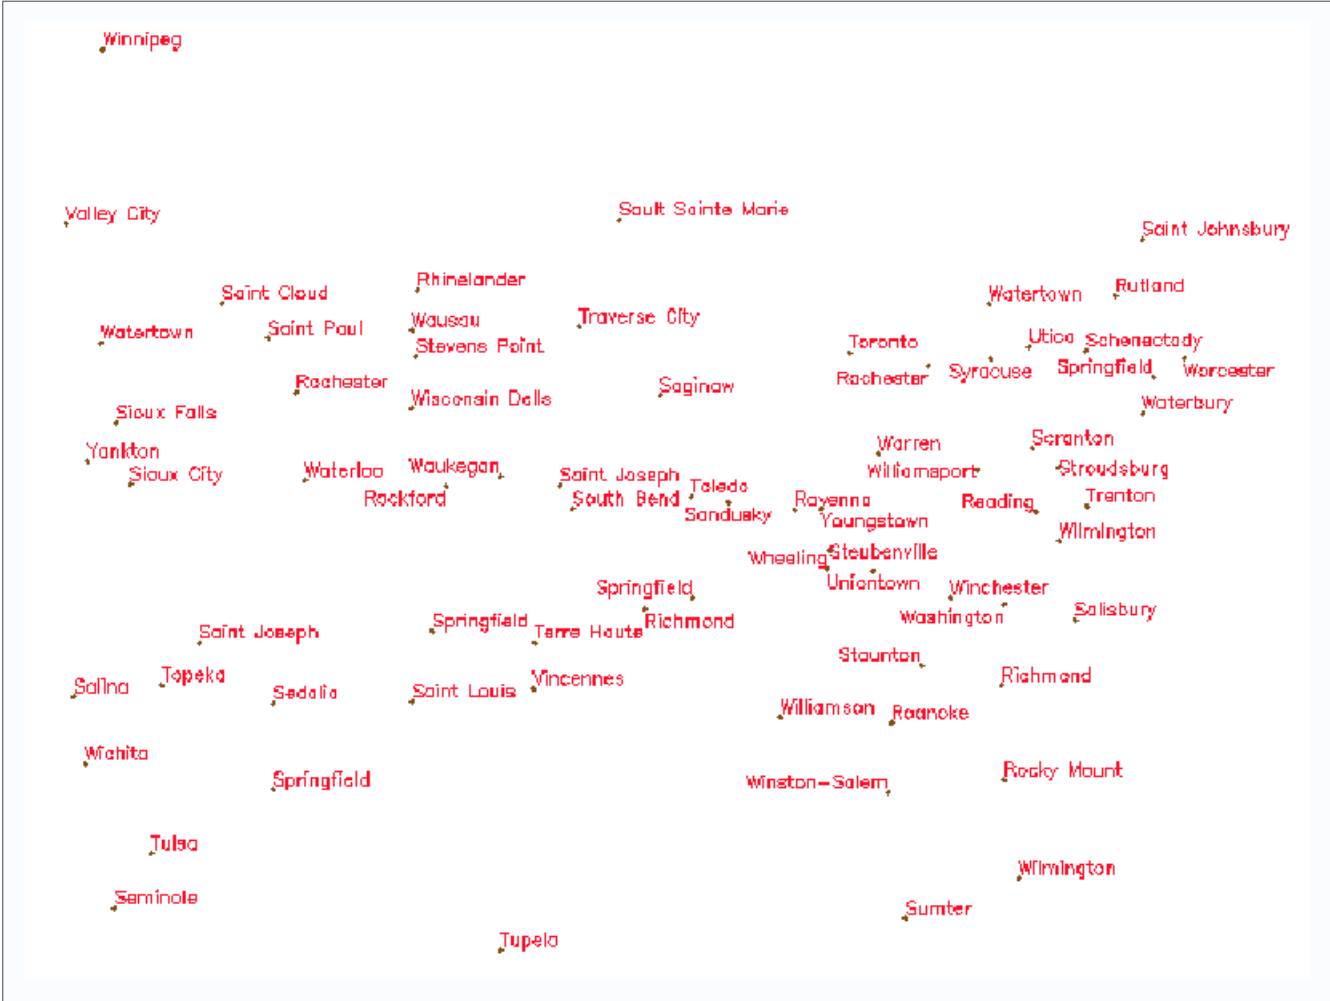 Winnipeg
Valley City
Sault Sainte Marie
Saint Johnsbury
Rhinelander
Rutland
Saint Cloud
Watertown
Traverse City
Wausau
Saint Paul
Watertown
Utica
Schenectady
Toronto
Stevens Point
Springfield
Worcester
Syracuse
Rochester
Rochester
Saginaw
Wisconsin Dells
Waterbury
Sioux Falls
Scranton
Warren
Yankton
Waukegan
Stroudsburg
Williamsport
Waterloo
Sioux City
Saint Joseph
Toledo
Trenton
Rockford
South Bend
Ravenna
Reading
Sandusky
Youngstown
Wilmington
Steubenville
Wheeling
Uniontown
Springfield
Winchester
Salisbury
Washington
Springfield
Richmond
Saint Joseph
Terre Haute
Staunton
Topeka
Richmond
Vincennes
Salina
Sedalia
Saint Louis
Williamson
Roanoke
Wichita
Rocky Mount
Springfield
Winston-Salem
Tulsa
Wilmington
Seminole
Sumter
Tupelo